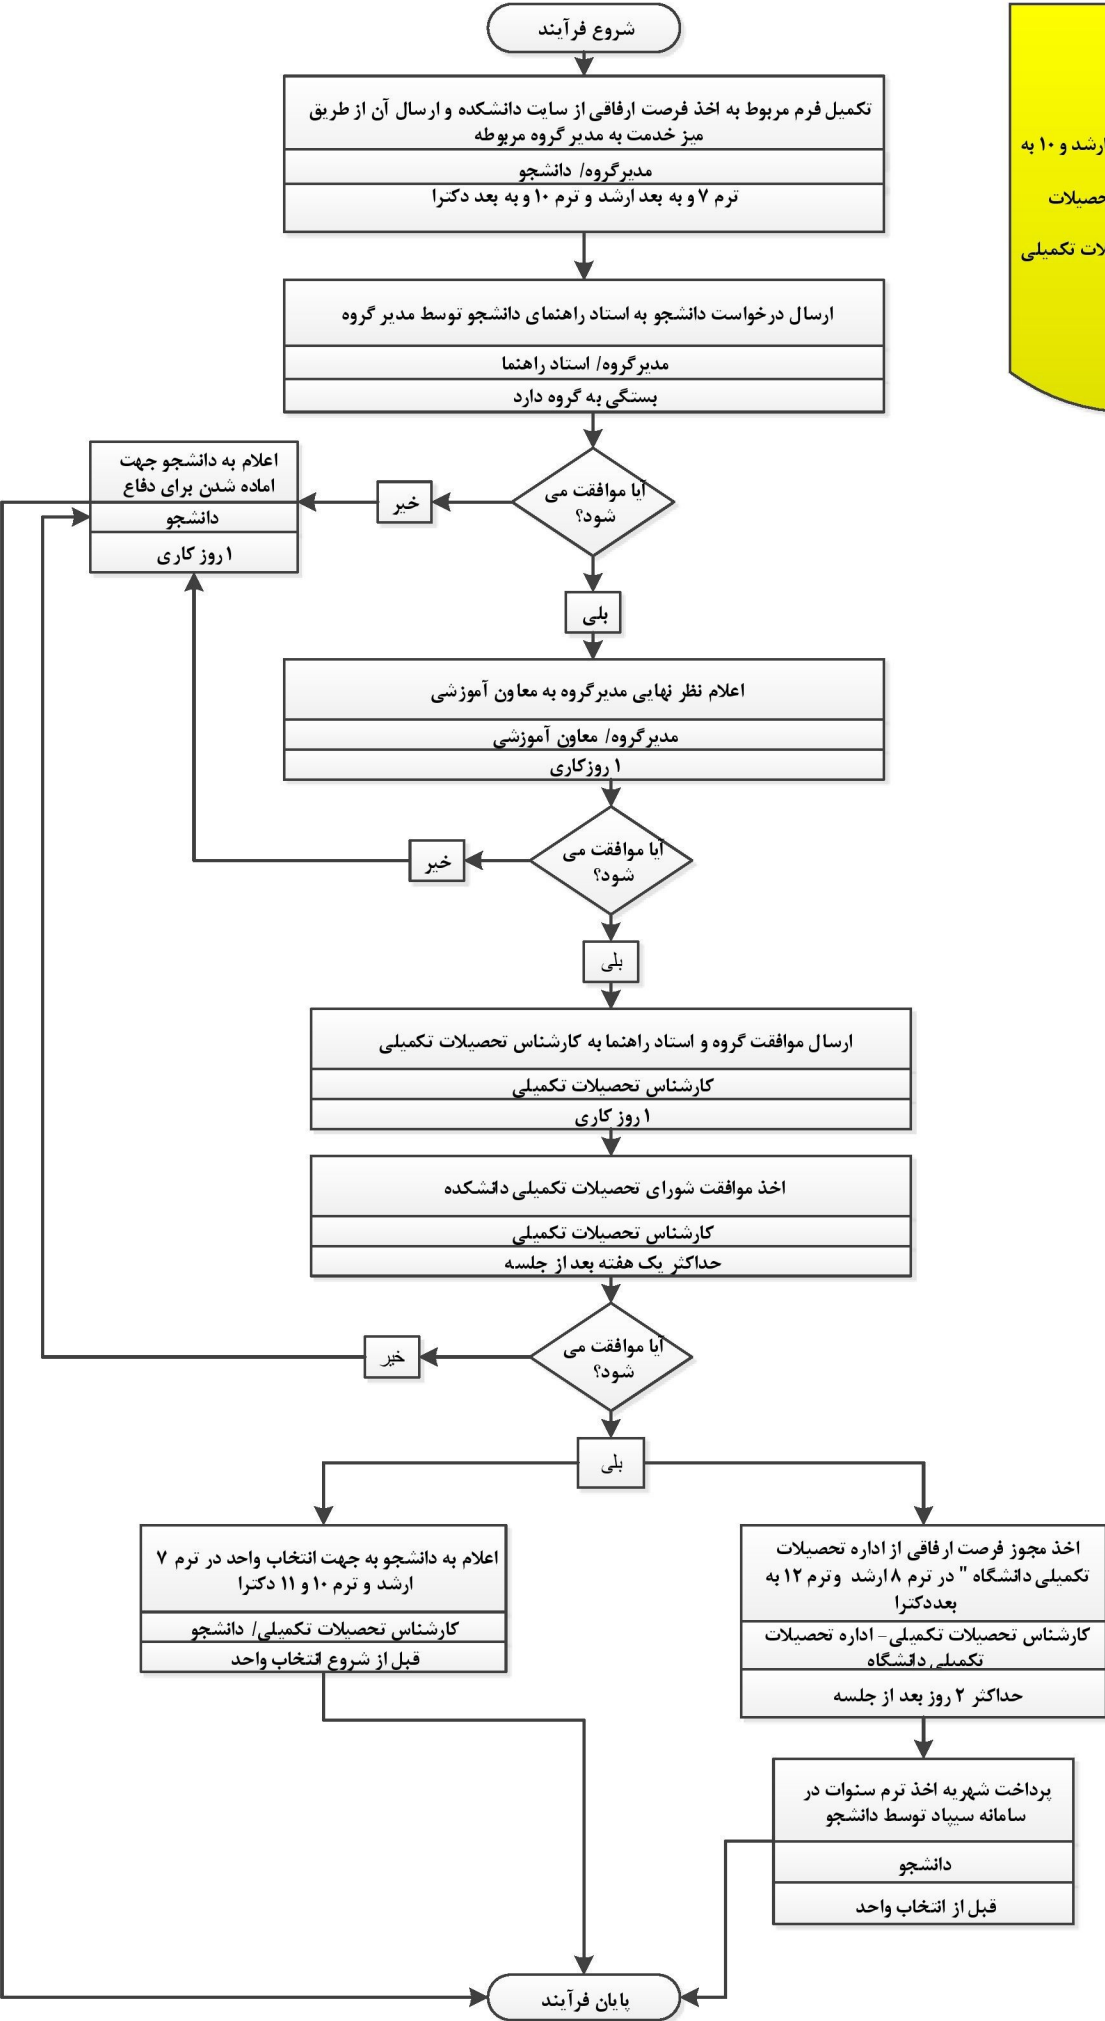 شروع فرآیند
ارشد و ۱۰ به
تکمیل فرم مربوط به اخذ فرصت ارفاقی از سایت دانشکده و ارسال آن از طریق
میز خدمت به مدیر گروه مربوطه
مدیرگروه/ دانشجو
ترم ۷ و به بعد ارشد و ترم ۱۰ و به بعد دکترا
لات تکمیلی
ارسال درخواست دانشجو به استاد راهنمای دانشجو توسط مدیر گروه
مدیرگروه/ استاد راهنما
بستگی به گروه دارد
آیا موافقت می
شود؟
خیر
اعلام به دانشجو جهت
اماده شدن برای دفاع
دانشجو
۱ روز کاری
بلی
اعلام نظر نهایی مدیرگروه به معاون آموزشی
مدیرگروه/ معاون آموزشی
۱ روزکاری
آیا موافقت می
شود؟
خیر
بلی
ارسال موافقت گروه و استاد راهنما به کارشناس تحصیلات تکمیلی
کارشناس تحصیلات تکمیلی
۱ روز کاری
اخذ موافقت شورای تحصیلات تکمیلی دانشکده
کارشناس تحصیلات تکمیلی
حداکثر یک هفته بعد از جلسه
آیا موافقت می
شود؟
خیر
بلی
اخذ مجوز فرصت ارفاقی از اداره تحصیلات
تکمیلی دانشگاه " در ترم ۸ ارشد وترم ۱۲ به
بعددکترا
کارشناس تحصیلات تکمیلی- اداره تحصیلات
تکمیلی دانشگاه
حداکثر ۲ روز بعد از جلسه
اعلام به دانشجو به جهت انتخاب واحد در ترم ۷
ارشد و ترم ۱۰ و ۱۱ دکترا
کارشناس تحصیلات تکمیلی/ دانشجو
قبل از شروع انتخاب واحد
پرداخت شهریه اخذ ترم سنوات در
سامانه سیپاد توسط دانشجو
دانشجو
قبل از انتخاب واحد
پایان فرآیند